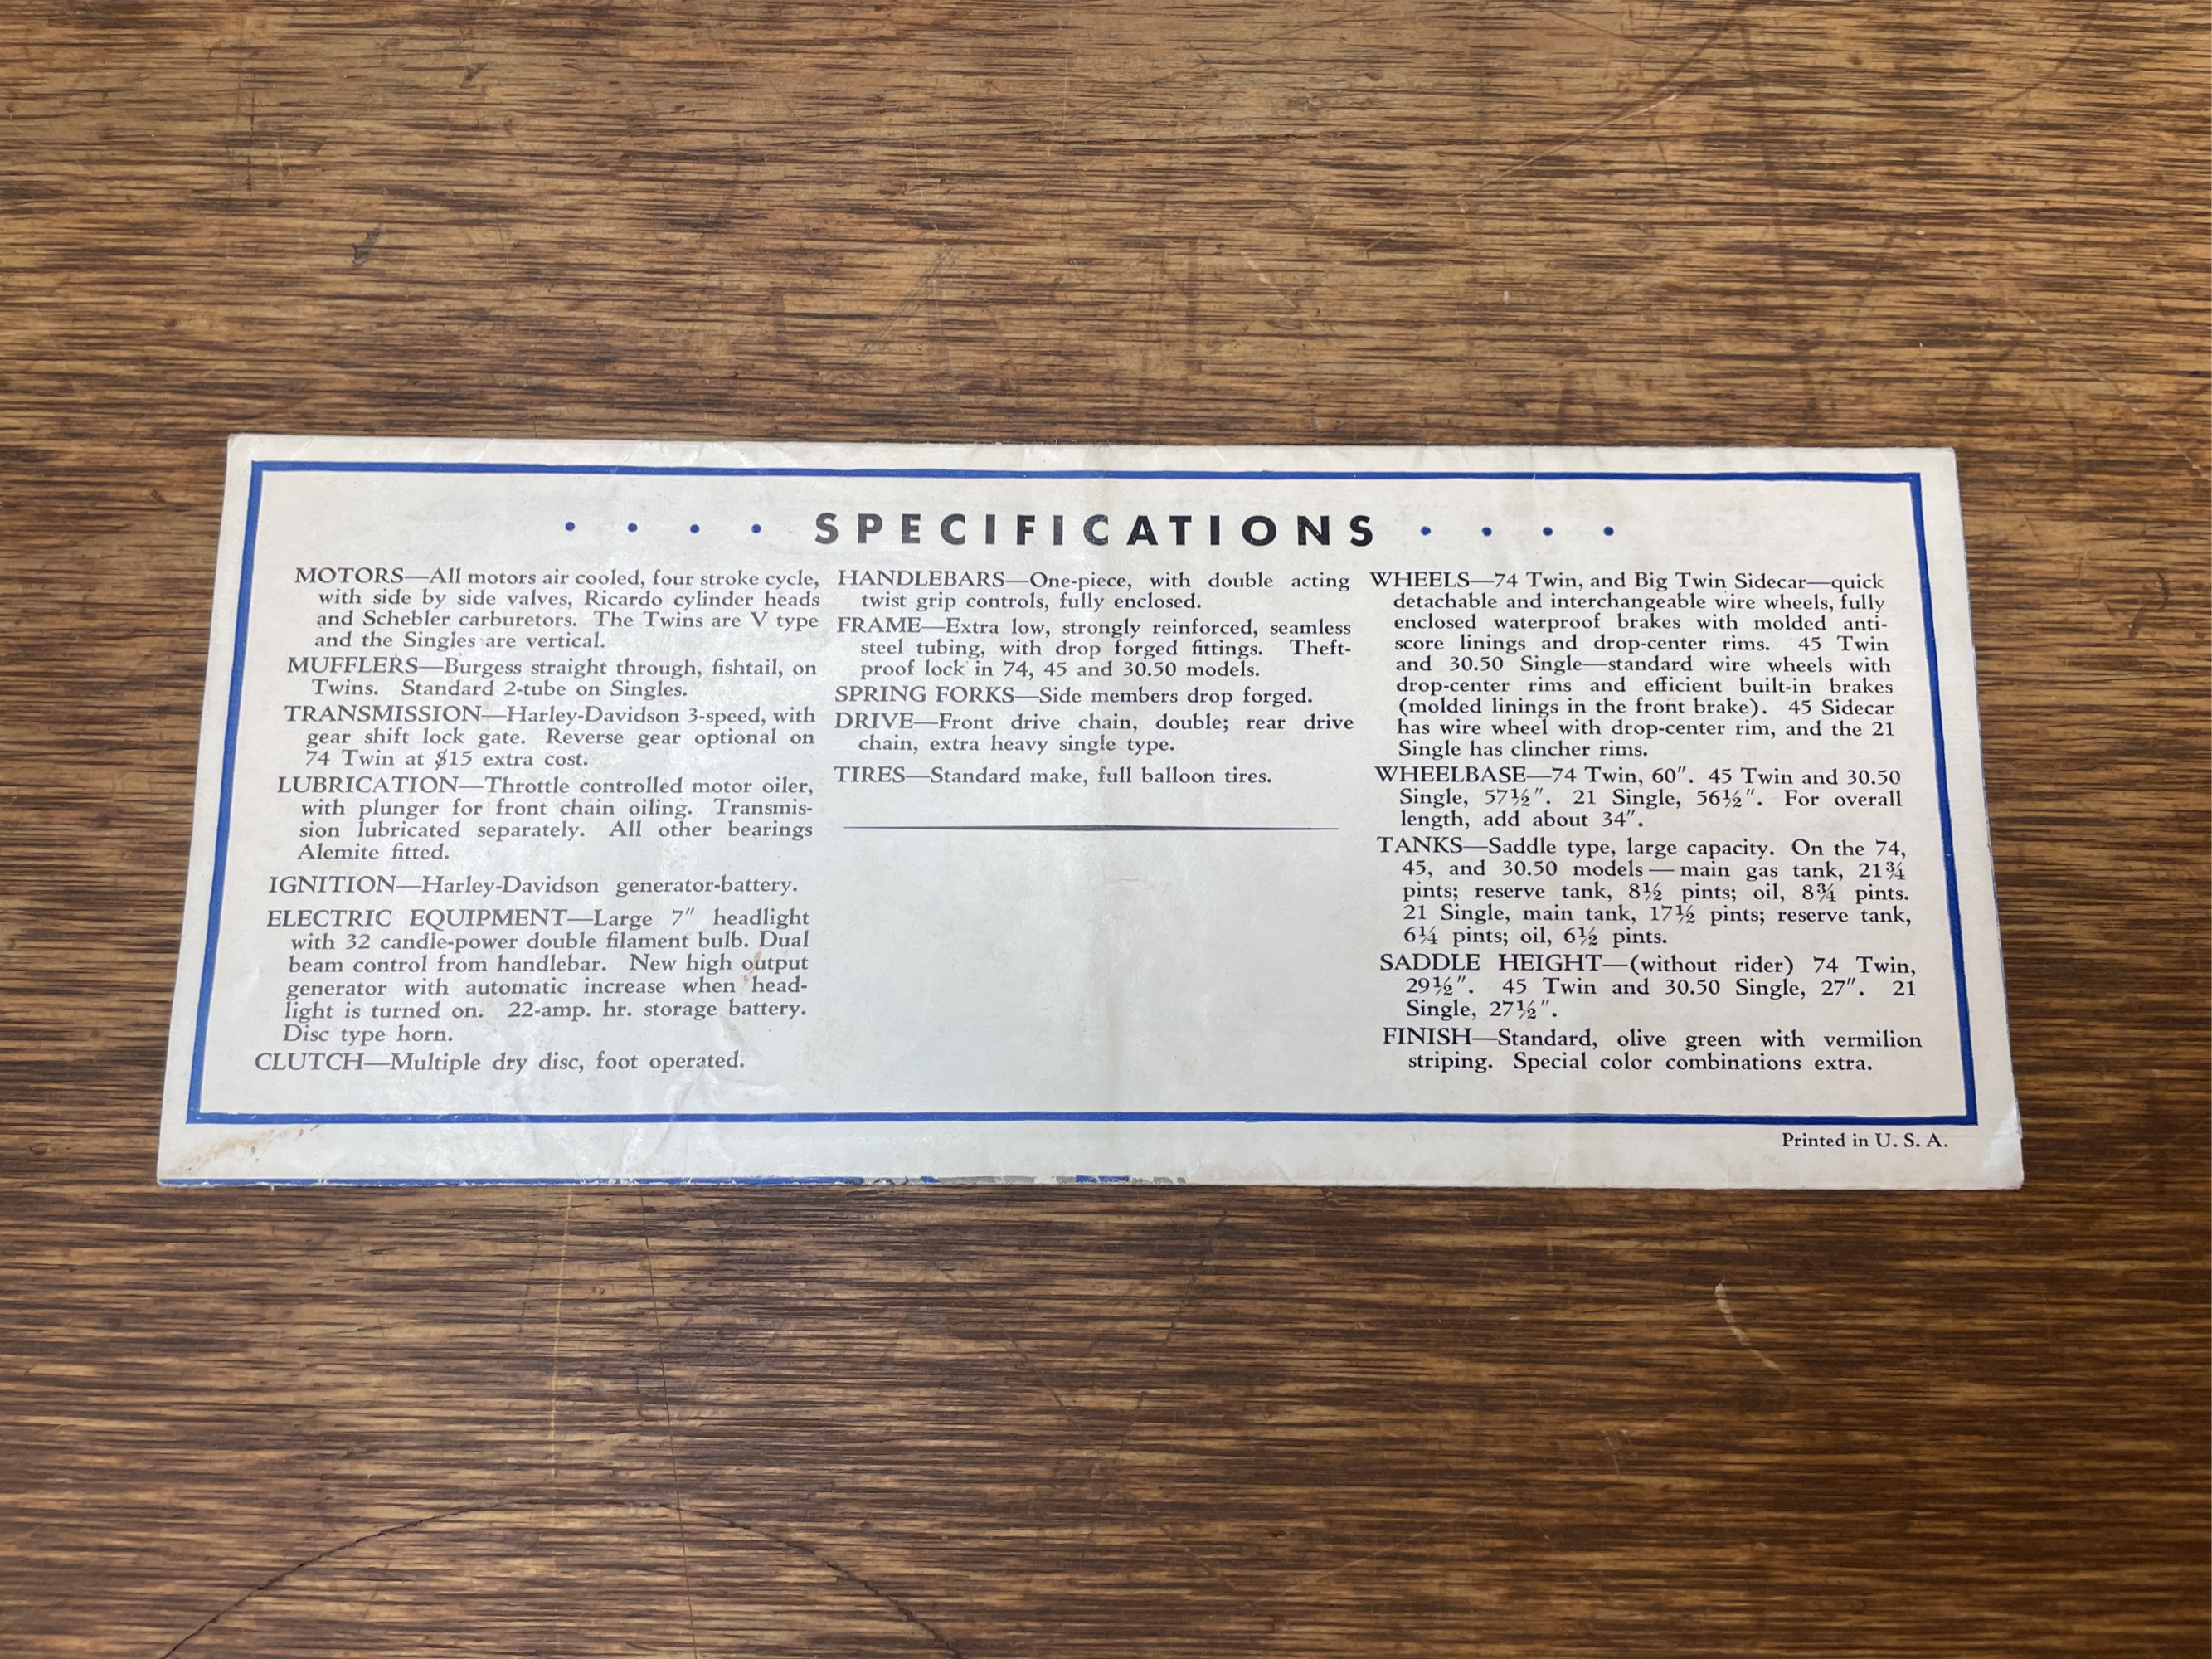 SPECIFICATIONS
MOTORS—All motors air cooled, four stroke cycle,
with side by side valves, Ricardo cylinder heads
and Schebler carburetors. The Twins are V type
and the Singles are vertical.
MUFFLERS—Burgess straight through, fishtail, on
Twins. Standard 2-tube on Singles.
TRANSMISSION—Harley-Davidson 3-speed, with
gear shift lock gate. Reverse gear optional on
74 Twin at $15 extra cost.
LUBRICATION—Throttle controlled motor oiler,
with plunger for front chain oiling. Transmis-
sion lubricated separately. All other bearings
Alemite fitted.
IGNITION—Harley-Davidson generator-battery.
ELECTRIC EQUIPMENT—Large 7″ headlight
with 32 candle-power double filament bulb. Dual
beam control from handlebar. New high output
generator with automatic increase when head-
light is turned on. 22-amp. hr. storage battery.
Disc type horn.
CLUTCH—Multiple dry disc, foot operated.
HANDLEBARS—One-piece, with double acting
twist grip controls, fully enclosed.
FRAME—Extra low, strongly reinforced, seamless
steel tubing, with drop forged fittings. Theft-
proof lock in 74, 45 and 30.50 models.
SPRING FORKS—Side members drop forged.
DRIVE—Front drive chain, double; rear drive
chain, extra heavy single type.
TIRES—Standard make, full balloon tires.
WHEELS—74 Twin, and Big Twin Sidecar—quick
detachable and interchangeable wire wheels, fully
enclosed waterproof brakes with molded anti-
score linings and drop-center rims. 45 Twin
and 30.50 Single—standard wire wheels with
drop-center rims and efficient built-in brakes
(molded linings in the front brake). 45 Sidecar
has wire wheel with drop-center rim, and the 21
Single has clincher rims.
WHEELBASE—74 Twin, 60″. 45 Twin and 30.50
Single, 57½″. 21 Single, 56½″. For overall
length, add about 34″.
TANKS—Saddle type, large capacity. On the 74,
45, and 30.50 models—main gas tank, 21¾
pints; reserve tank, 8½ pints; oil, 8¾ pints.
21 Single, main tank, 17½ pints; reserve tank,
6¼ pints; oil, 6½ pints.
SADDLE HEIGHT—(without rider) 74 Twin,
29½″. 45 Twin and 30.50 Single, 27″. 21
Single, 27½″.
FINISH—Standard, olive green with vermilion
striping. Special color combinations extra.
Printed in U. S. A.